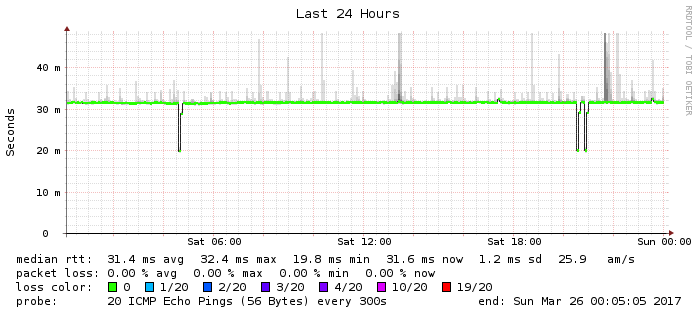 Last 24 Hours
RRDTOOL / TOBI OETIKER
Seconds
40 m
30 m
20 m
10 m
0
Sat 06:00 Sat 12:00 Sat 18:00 Sun 00:00
median rtt: 31.4 ms avg 32.4 ms max 19.8 ms min 31.6 ms now 1.2 ms sd 25.9 am/s
packet loss: 0.00 % avg 0.00 % max 0.00 % min 0.00 % now
loss color: 0 1/20 2/20 3/20 4/20 10/20 19/20
probe: 20 ICMP Echo Pings (56 Bytes) every 300s end: Sun Mar 26 00:05:05 2017